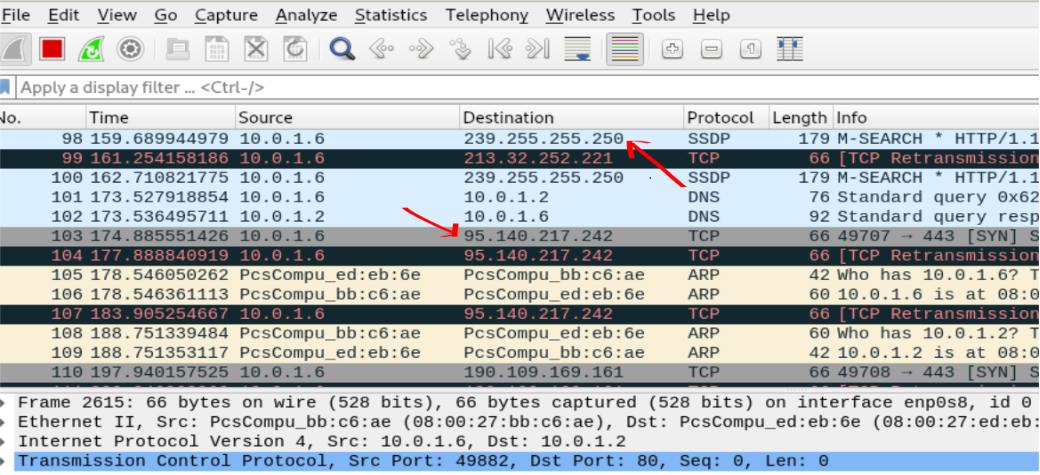 File Edit View Go Capture Analyze Statistics Telephony Wireless Tools Help
Apply a display filter … <Ctrl-/>
No. Time Source Destination Protocol Length Info
98 159.689944979 10.0.1.6 239.255.255.250 SSDP 179 M-SEARCH * HTTP/1.1
99 161.254158186 10.0.1.6 213.32.252.221 TCP 66 [TCP Retransmission
100 162.710821775 10.0.1.6 239.255.255.250 SSDP 179 M-SEARCH * HTTP/1.1
101 173.527918854 10.0.1.6 10.0.1.2 DNS 76 Standard query 0x62
102 173.536495711 10.0.1.2 10.0.1.6 DNS 92 Standard query resp
103 174.885551426 10.0.1.6 95.140.217.242 TCP 66 49707 → 443 [SYN] S
104 177.888840919 10.0.1.6 95.140.217.242 TCP 66 [TCP Retransmission
105 178.546050262 PcsCompu_ed:eb:6e PcsCompu_bb:c6:ae ARP 42 Who has 10.0.1.6? T
106 178.546361113 PcsCompu_bb:c6:ae PcsCompu_ed:eb:6e ARP 60 10.0.1.6 is at 08:0
107 183.905254667 10.0.1.6 95.140.217.242 TCP 66 [TCP Retransmission
108 188.751339484 PcsCompu_bb:c6:ae PcsCompu_ed:eb:6e ARP 60 Who has 10.0.1.2? T
109 188.751353117 PcsCompu_ed:eb:6e PcsCompu_bb:c6:ae ARP 42 10.0.1.2 is at 08:0
110 197.940157525 10.0.1.6 190.109.169.161 TCP 66 49708 → 443 [SYN] S
Frame 2615: 66 bytes on wire (528 bits), 66 bytes captured (528 bits) on interface enp0s8, id 0
Ethernet II, Src: PcsCompu_bb:c6:ae (08:00:27:bb:c6:ae), Dst: PcsCompu_ed:eb:6e (08:00:27:ed:eb:
Internet Protocol Version 4, Src: 10.0.1.6, Dst: 10.0.1.2
Transmission Control Protocol, Src Port: 49882, Dst Port: 80, Seq: 0, Len: 0